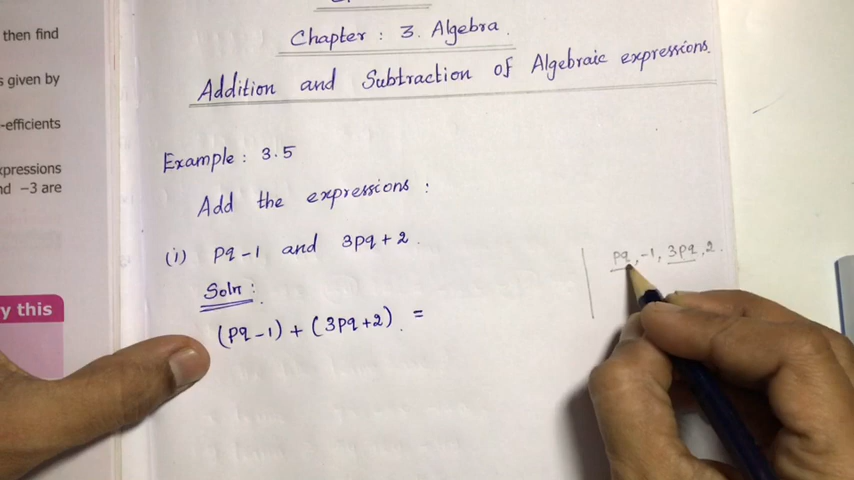 then find
s given by
-efficients
xpressions
nd −3 are
y this
Chapter : 3. Algebra.
Addition and Subtraction of Algebraic expressions.
Example : 3.5
Add the expressions :
(i) pq - 1 and 3pq + 2.
Soln :
(pq - 1) + (3pq + 2) . =
pq, -1, 3pq, 2.